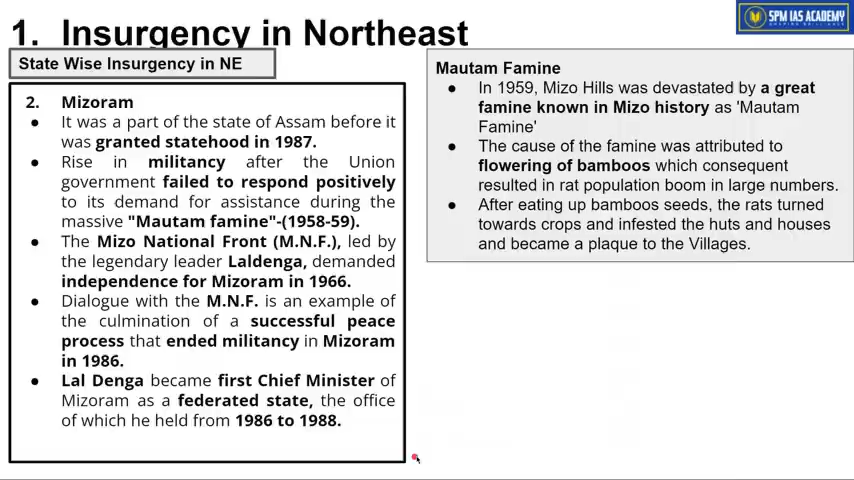 1. Insurgency in Northeast
SPM IAS ACADEMY
State Wise Insurgency in NE
2. Mizoram
● It was a part of the state of Assam before it
was granted statehood in 1987.
● Rise in militancy after the Union
government failed to respond positively
to its demand for assistance during the
massive "Mautam famine"-(1958-59).
● The Mizo National Front (M.N.F.), led by
the legendary leader Laldenga, demanded
independence for Mizoram in 1966.
● Dialogue with the M.N.F. is an example of
the culmination of a successful peace
process that ended militancy in Mizoram
in 1986.
● Lal Denga became first Chief Minister of
Mizoram as a federated state, the office
of which he held from 1986 to 1988.
Mautam Famine
● In 1959, Mizo Hills was devastated by a great
famine known in Mizo history as 'Mautam
Famine'
● The cause of the famine was attributed to
flowering of bamboos which consequent
resulted in rat population boom in large numbers.
● After eating up bamboos seeds, the rats turned
towards crops and infested the huts and houses
and became a plaque to the Villages.